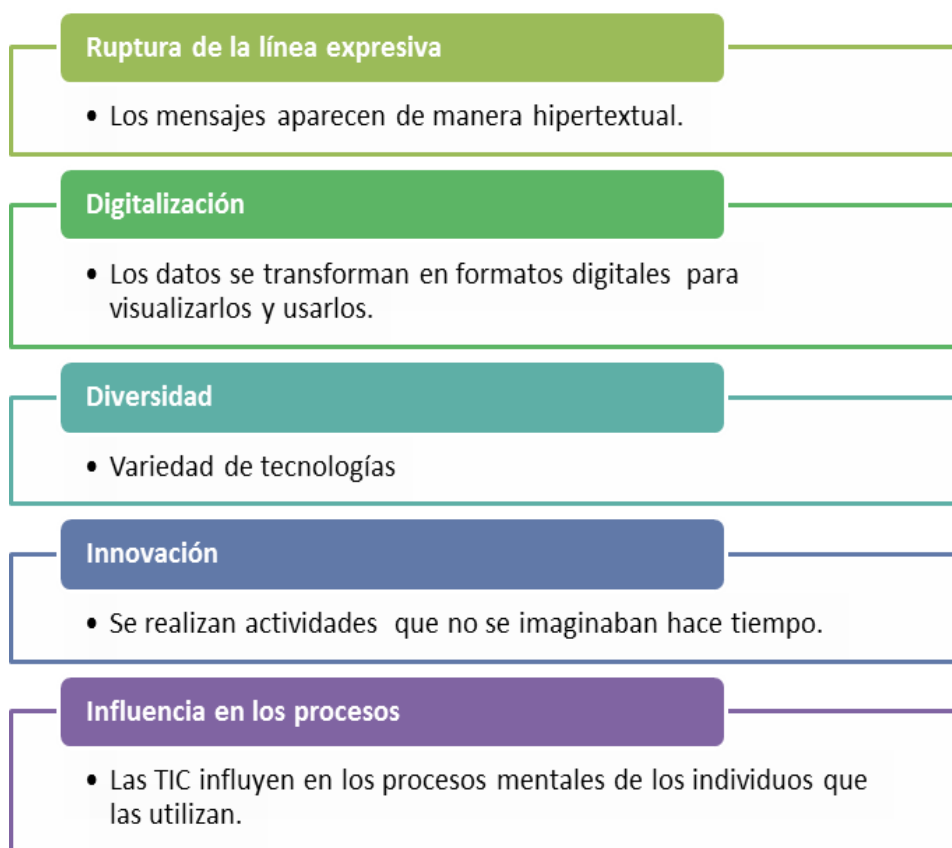 Ruptura de la línea expresiva
• Los mensajes aparecen de manera hipertextual.
Digitalización
• Los datos se transforman en formatos digitales para
visualizarlos y usarlos.
Diversidad
• Variedad de tecnologías
Innovación
• Se realizan actividades que no se imaginaban hace tiempo.
Influencia en los procesos
• Las TIC influyen en los procesos mentales de los individuos que
las utilizan.